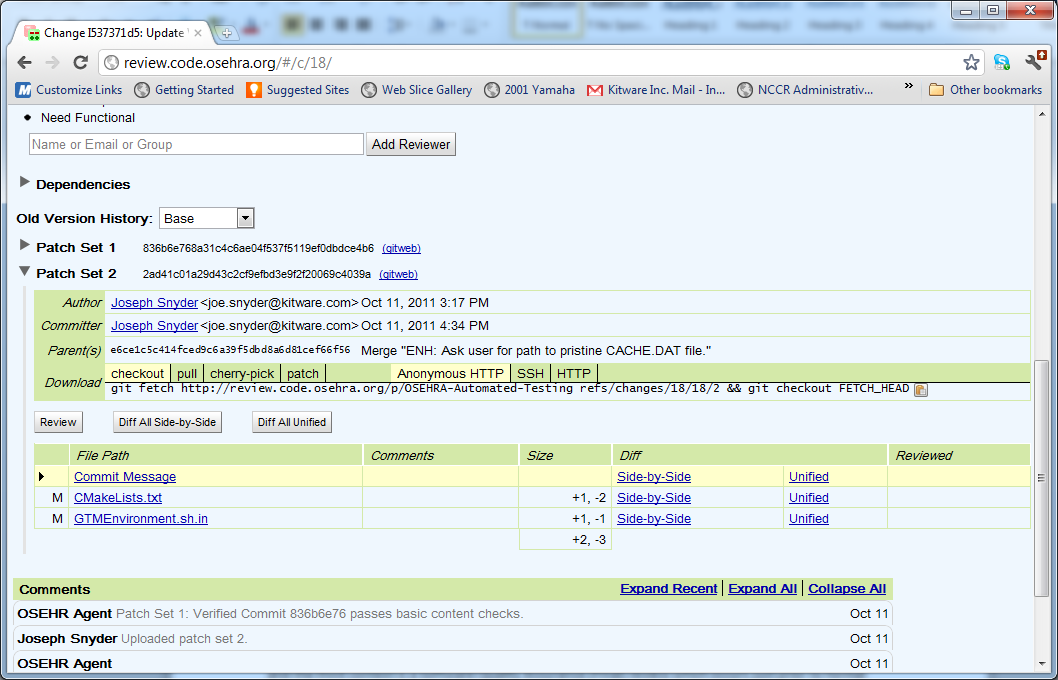 Change I537371d5: Update
review.code.osehra.org/#/c/18/
Customize Links Getting Started Suggested Sites Web Slice Gallery 2001 Yamaha Kitware Inc. Mail - In... NCCR Administrativ... » Other bookmarks
Need Functional
Name or Email or Group Add Reviewer
Dependencies
Old Version History: Base
Patch Set 1 836b6e768a31c4c6ae04f537f5119ef0dbdce4b6 (gitweb)
Patch Set 2 2ad41c01a29d43c2cf9efbd3e9f2f20069c4039a (gitweb)
Author Joseph Snyder <joe.snyder@kitware.com> Oct 11, 2011 3:17 PM
Committer Joseph Snyder <joe.snyder@kitware.com> Oct 11, 2011 4:34 PM
Parent(s) e6ce1c5c414fced9c6a39f5dbd8a6d81cef66f56 Merge "ENH: Ask user for path to pristine CACHE.DAT file."
Download checkout pull cherry-pick patch Anonymous HTTP SSH HTTP
git fetch http://review.code.osehra.org/p/OSEHRA-Automated-Testing refs/changes/18/18/2 && git checkout FETCH_HEAD
Review Diff All Side-by-Side Diff All Unified
File Path Comments Size Diff Reviewed
Commit Message Side-by-Side Unified
M CMakeLists.txt +1, -2 Side-by-Side Unified
M GTMEnvironment.sh.in +1, -1 Side-by-Side Unified
+2, -3
Comments Expand Recent Expand All Collapse All
OSEHR Agent Patch Set 1: Verified Commit 836b6e76 passes basic content checks. Oct 11
Joseph Snyder Uploaded patch set 2. Oct 11
OSEHR Agent Oct 11